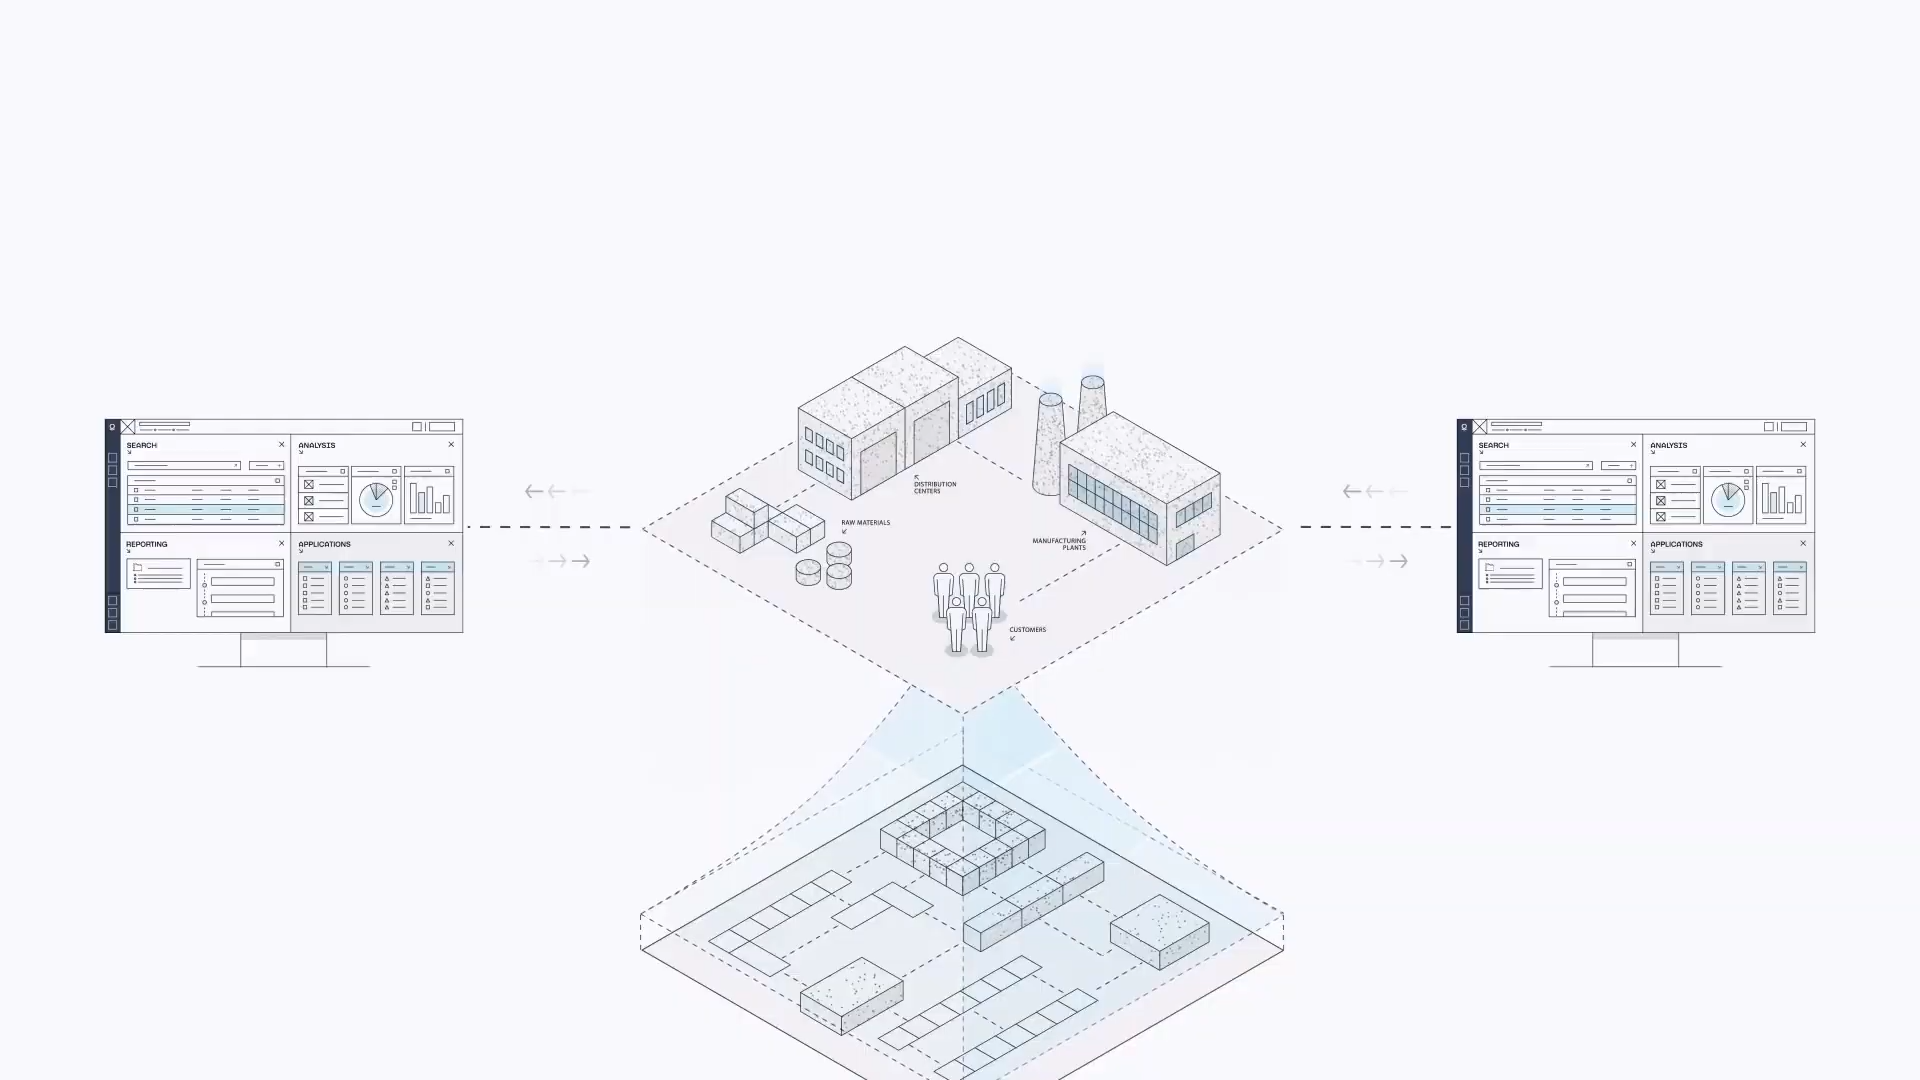 SEARCH
ANALYSIS
REPORTING
APPLICATIONS
DISTRIBUTION
CENTERS
RAW MATERIALS
MANUFACTURING
PLANTS
CUSTOMERS
SEARCH
ANALYSIS
REPORTING
APPLICATIONS